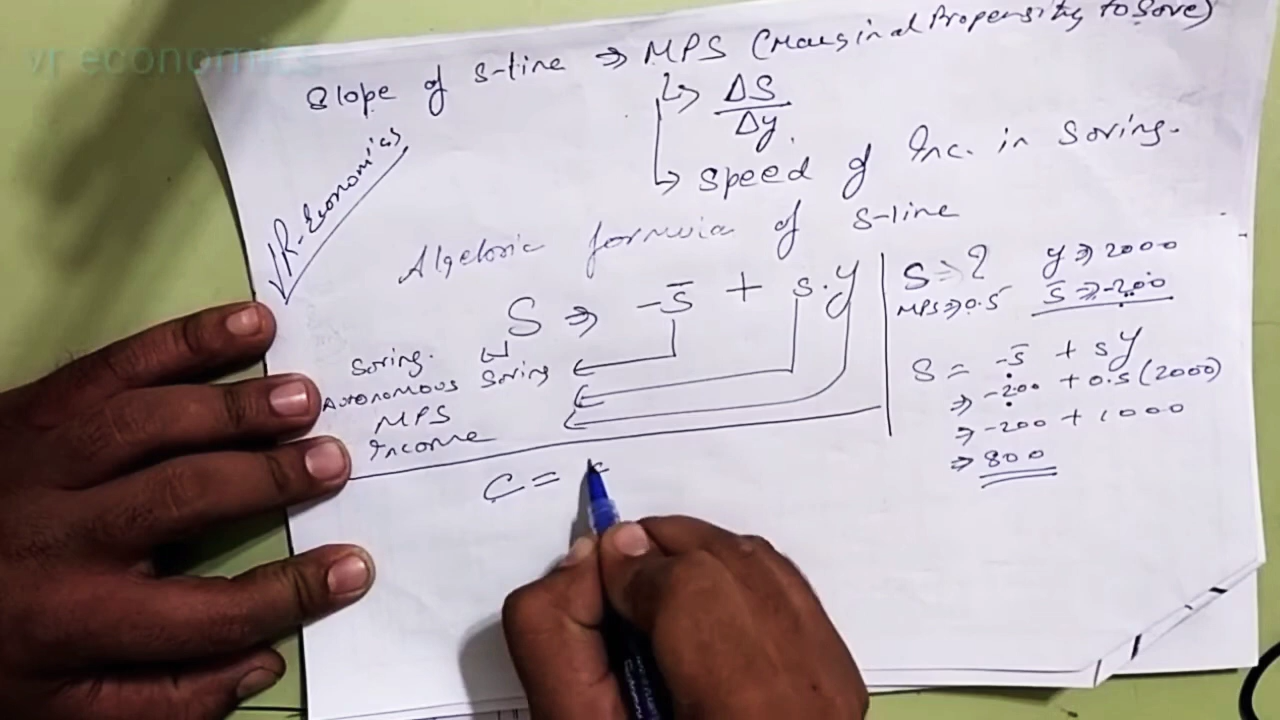 vr economics
Slope of S-line ⇒ MPS (Marginal Propensity to Save)
↳ ΔS/Δy.
↳ Speed of Inc. in Saving.
VR-Economics
Algebraic formula of S-line
S ⇒ -s̄ + s.y
Saving.
Autonomous Saving
MPS
Income
S ⇒ ? y ⇒ 2000
MPS ⇒ 0.5 s̄ ⇒ -200
S = -s̄ + sy
⇒ -200 + 0.5 (2000)
⇒ -200 + 1000
⇒ 800
C =